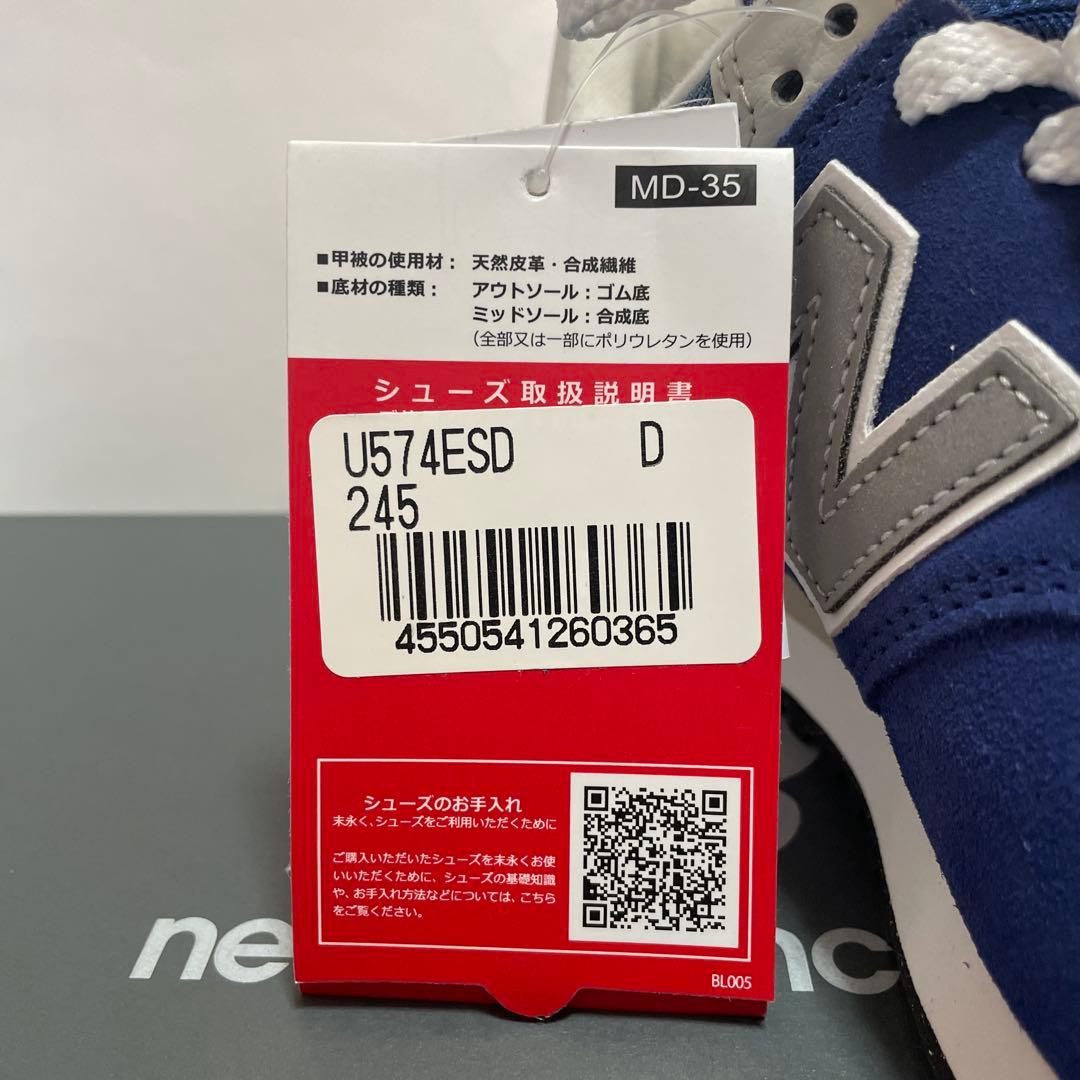 MD-35
■甲被の使用材： 天然皮革・合成繊維
■底材の種類： アウトソール：ゴム底
ミッドソール：合成底
（全部又は一部にポリウレタンを使用）
シューズ取扱説明書
U574ESD D
245
4550541260365
シューズのお手入れ
末永く、シューズをご利用いただくために
ご購入いただいたシューズを末永くお使
いいただくために、シューズの基礎知識
や、お手入れ方法などについては、こちら
をご覧ください。
BL005